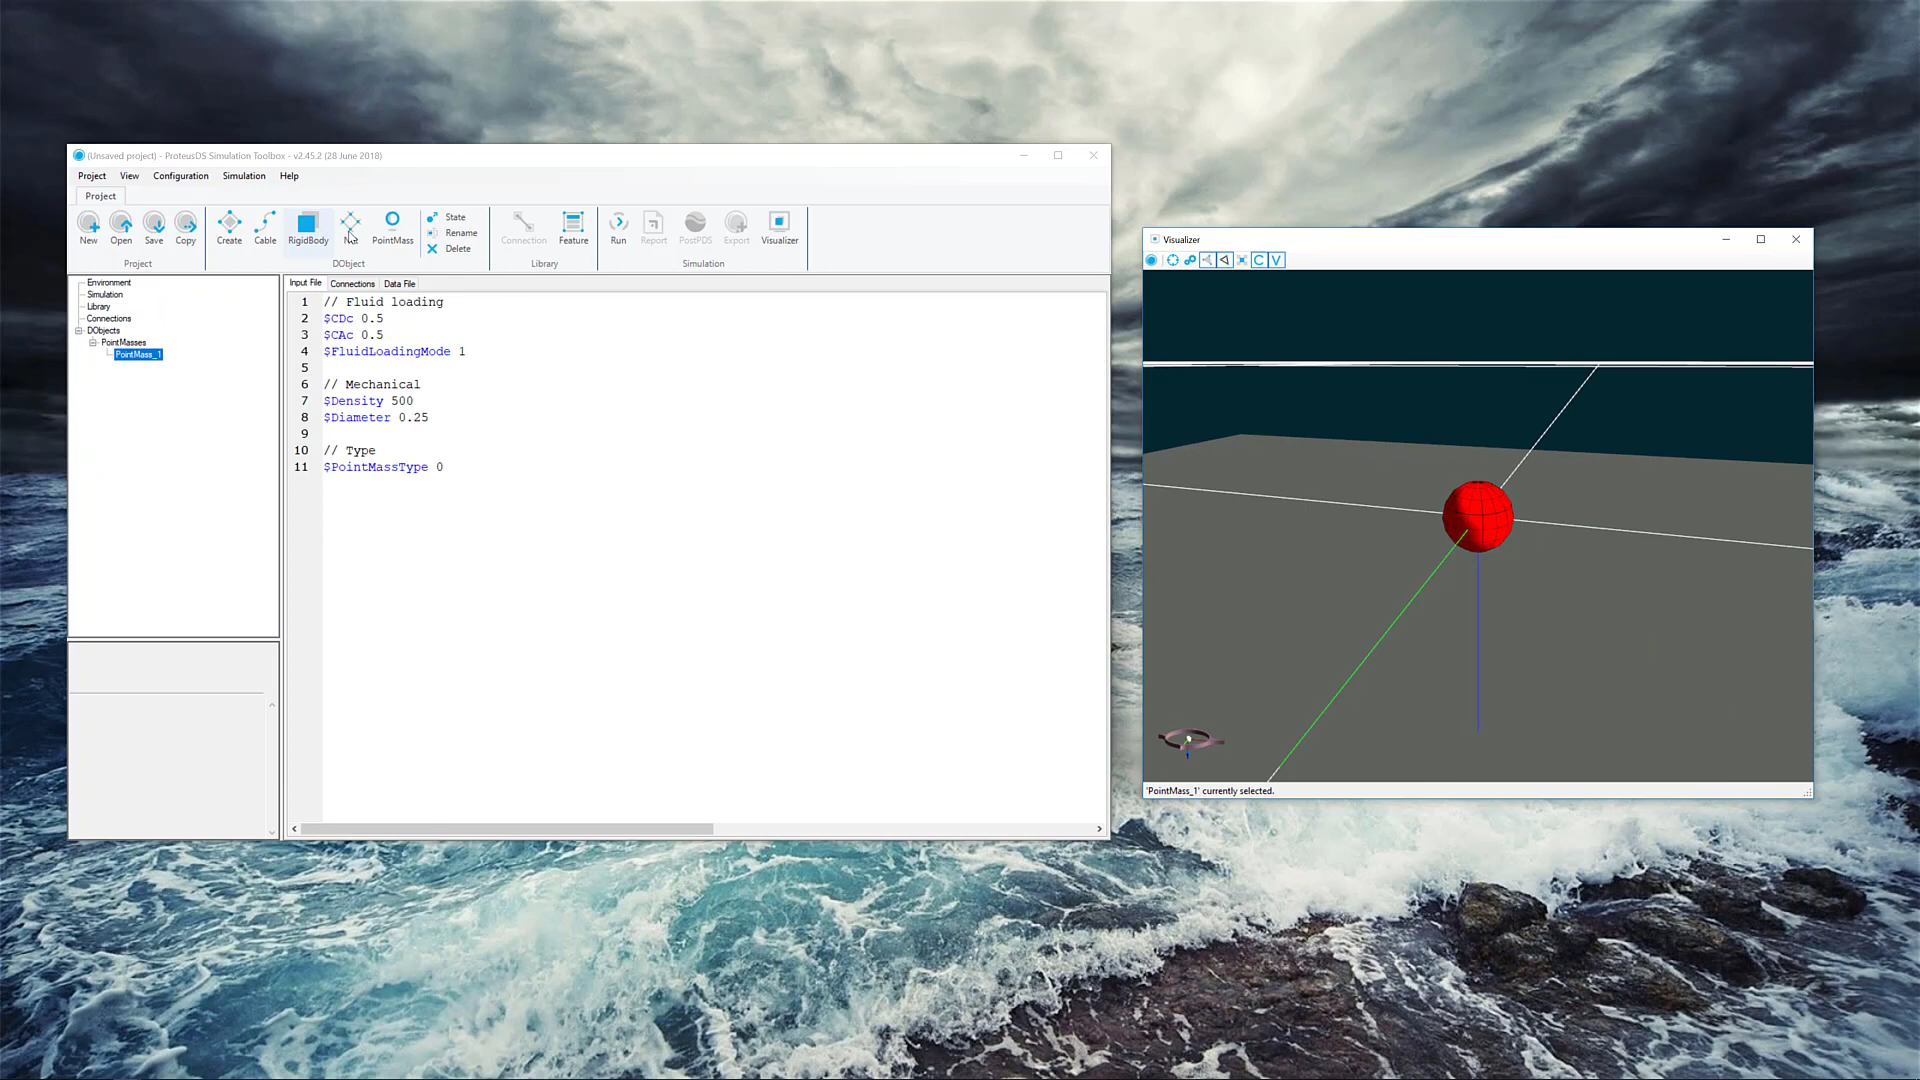 (Unsaved project) - ProteusDS Simulation Toolbox - v2.45.2 (28 June 2018)
Project View Configuration Simulation Help
Project
New Open Save Copy
Project
Create Cable RigidBody PointMass
State
Rename
Delete
DObject
Connection Feature
Library
Run Report PostPDS Export Visualizer
Simulation
Environment
Simulation
Library
Connections
DObjects
PointMasses
PointMass_1
Input File Connections Data File
1 // Fluid loading
2 $CDc 0.5
3 $CAc 0.5
4 $FluidLoadingMode 1
5
6 // Mechanical
7 $Density 500
8 $Diameter 0.25
9
10 // Type
11 $PointMassType 0
Visualizer
C V
'PointMass_1' currently selected.